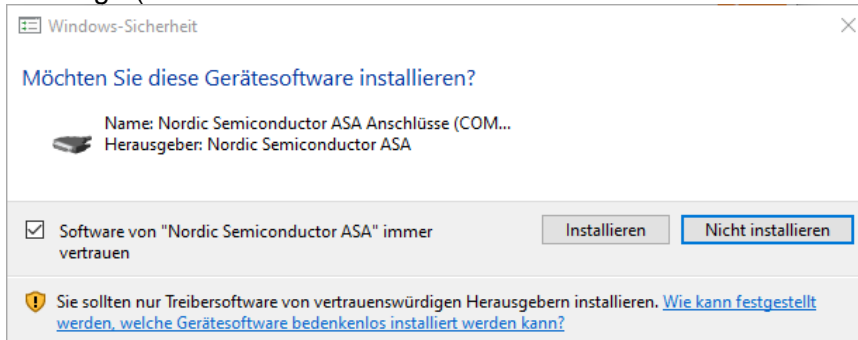 Windows-Sicherheit
Möchten Sie diese Gerätesoftware installieren?
Name: Nordic Semiconductor ASA Anschlüsse (COM...
Herausgeber: Nordic Semiconductor ASA
Software von "Nordic Semiconductor ASA" immer
vertrauen
Installieren
Nicht installieren
Sie sollten nur Treibersoftware von vertrauenswürdigen Herausgebern installieren. Wie kann festgestellt
werden, welche Gerätesoftware bedenkenlos installiert werden kann?